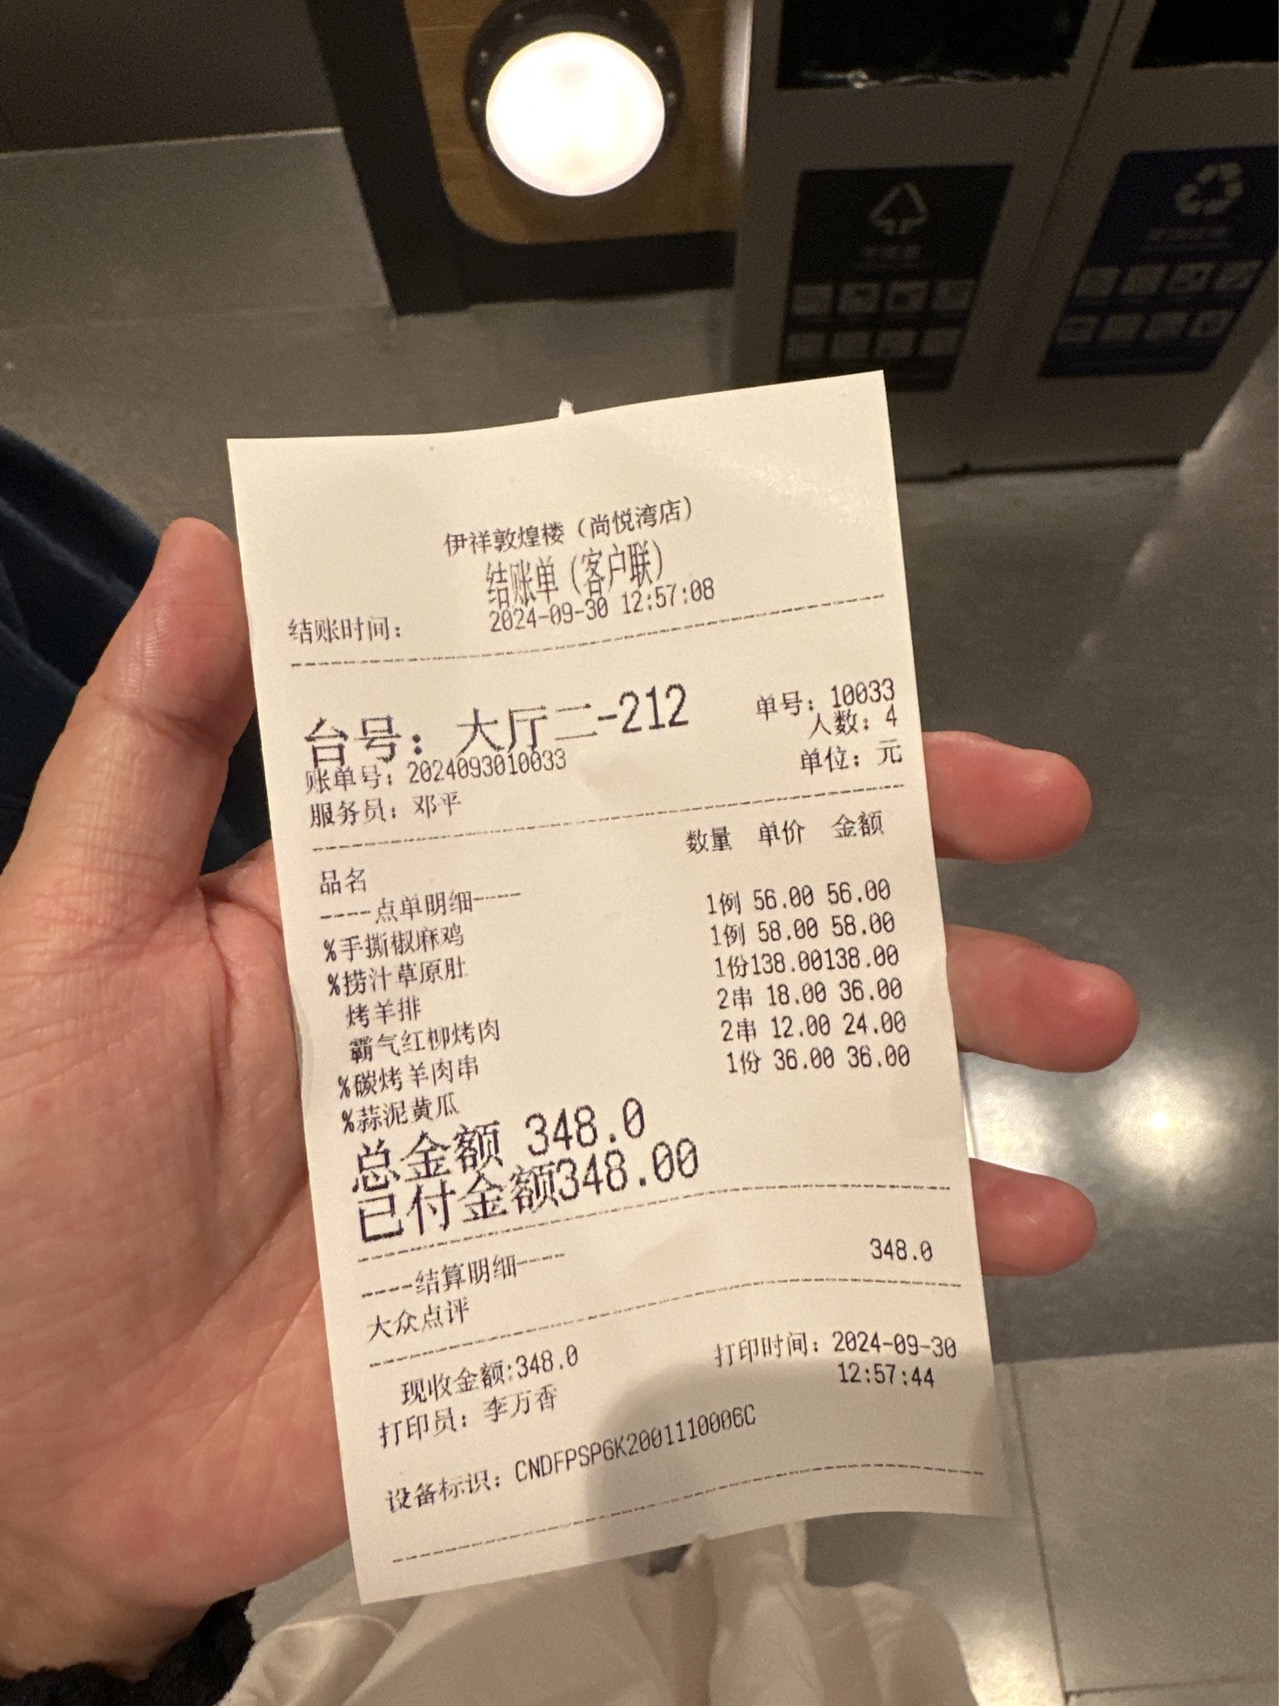 伊祥敦煌楼（尚悦湾店）
结账单（客户联）
结账时间： 2024-09-30 12:57:08
台号：大厅二-212 单号：10033
人数：4
账单号：2024093010033 单位：元
服务员：邓平
品名 数量 单价 金额
----点单明细----
%手撕椒麻鸡 1例 56.00 56.00
%捞汁草原肚 1例 58.00 58.00
烤羊排 1份138.00138.00
霸气红柳烤肉 2串 18.00 36.00
%碳烤羊肉串 2串 12.00 24.00
%蒜泥黄瓜 1份 36.00 36.00
总金额 348.0
已付金额348.00
----结算明细----
大众点评 348.0
现收金额:348.0 打印时间：2024-09-30
打印员：李万香 12:57:44
设备标识：CNDFPSP6K2001110006C